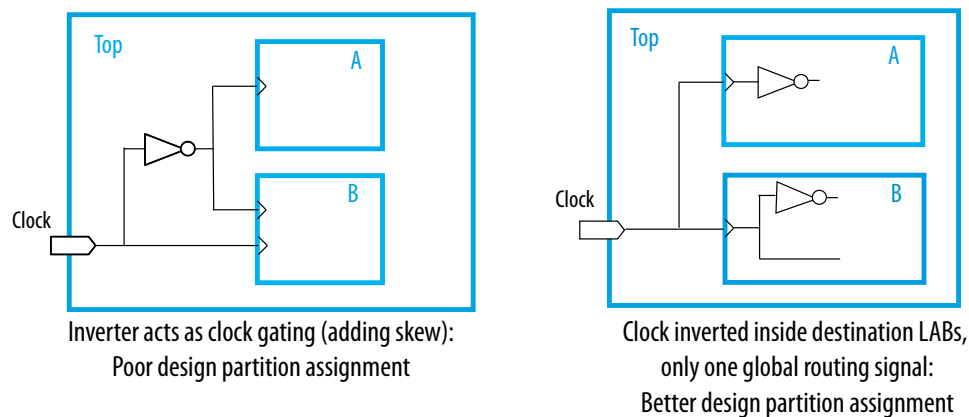 Top
A
B
Clock
Inverter acts as clock gating (adding skew):
Poor design partition assignment
Top
A
B
Clock
Clock inverted inside destination LABs,
only one global routing signal:
Better design partition assignment